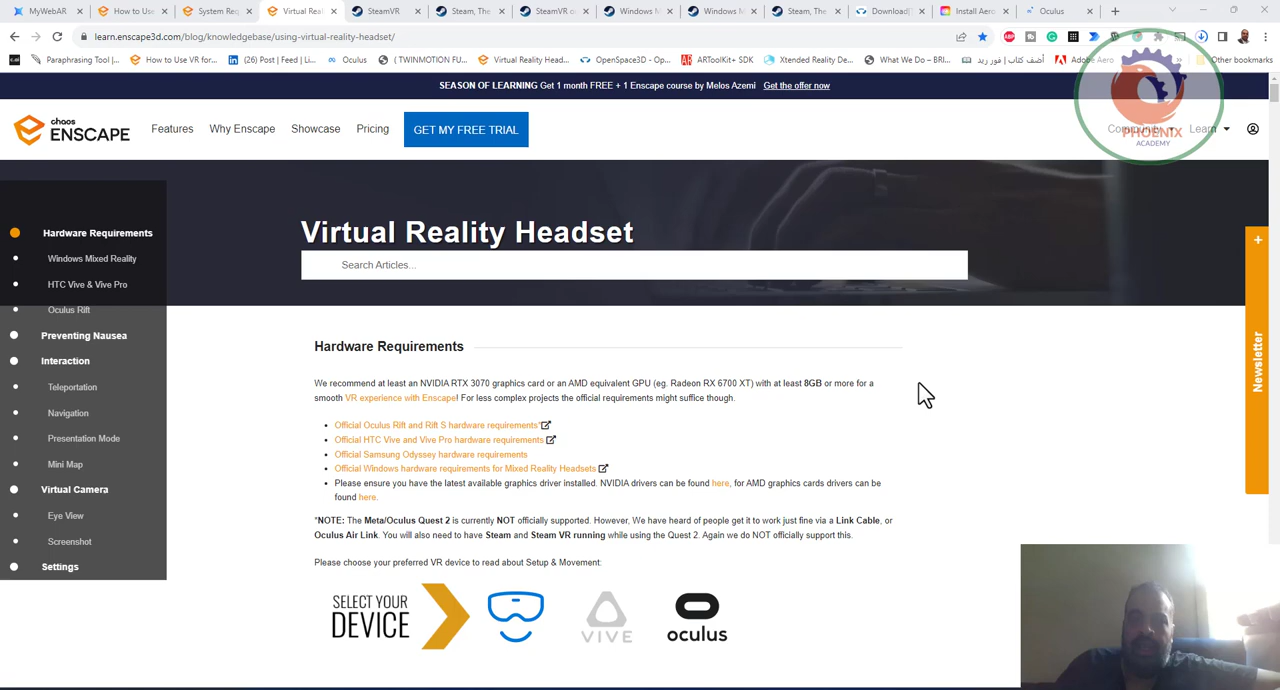 MyWebAR
How to Use
System Req
Virtual Real
SteamVR
Steam, The
SteamVR o
Windows M
Windows M
Steam, The
Download|
Install Aero
Oculus
learn.enscape3d.com/blog/knowledgebase/using-virtual-reality-headset/
Paraphrasing Tool |...
How to Use VR for...
(26) Post | Feed | Li...
Oculus
( TWINMOTION FU...
Virtual Reality Head...
OpenSpace3D - Op...
ARToolKit+ SDK
Xtended Reality De...
What We Do – BRI...
أضف كتاب | فور ريد
Adobe Aero
Other bookmarks
SEASON OF LEARNING Get 1 month FREE + 1 Enscape course by Melos Azemi Get the offer now
chaos
ENSCAPE
Features
Why Enscape
Showcase
Pricing
GET MY FREE TRIAL
Community
Learn
PHOENIX
ACADEMY
Virtual Reality Headset
Search Articles...
Hardware Requirements
Windows Mixed Reality
HTC Vive & Vive Pro
Oculus Rift
Preventing Nausea
Interaction
Teleportation
Navigation
Presentation Mode
Mini Map
Virtual Camera
Eye View
Screenshot
Settings
Newsletter
Hardware Requirements
We recommend at least an NVIDIA RTX 3070 graphics card or an AMD equivalent GPU (eg. Radeon RX 6700 XT) with at least 8GB or more for a
smooth VR experience with Enscape! For less complex projects the official requirements might suffice though.
Official Oculus Rift and Rift S hardware requirements*
Official HTC Vive and Vive Pro hardware requirements
Official Samsung Odyssey hardware requirements
Official Windows hardware requirements for Mixed Reality Headsets
Please ensure you have the latest available graphics driver installed. NVIDIA drivers can be found here, for AMD graphics cards drivers can be
found here.
*NOTE: The Meta/Oculus Quest 2 is currently NOT officially supported. However, We have heard of people get it to work just fine via a Link Cable, or
Oculus Air Link. You will also need to have Steam and Steam VR running while using the Quest 2. Again we do NOT officially support this.
Please choose your preferred VR device to read about Setup & Movement:
SELECT YOUR
DEVICE
VIVE
oculus